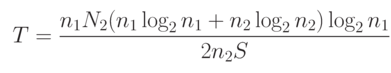 T = \frac{n_1 N_2 (n_1 \log_2 n_1 + n_2 \log_2 n_2) \log_2 n_1}{2 n_2 S}